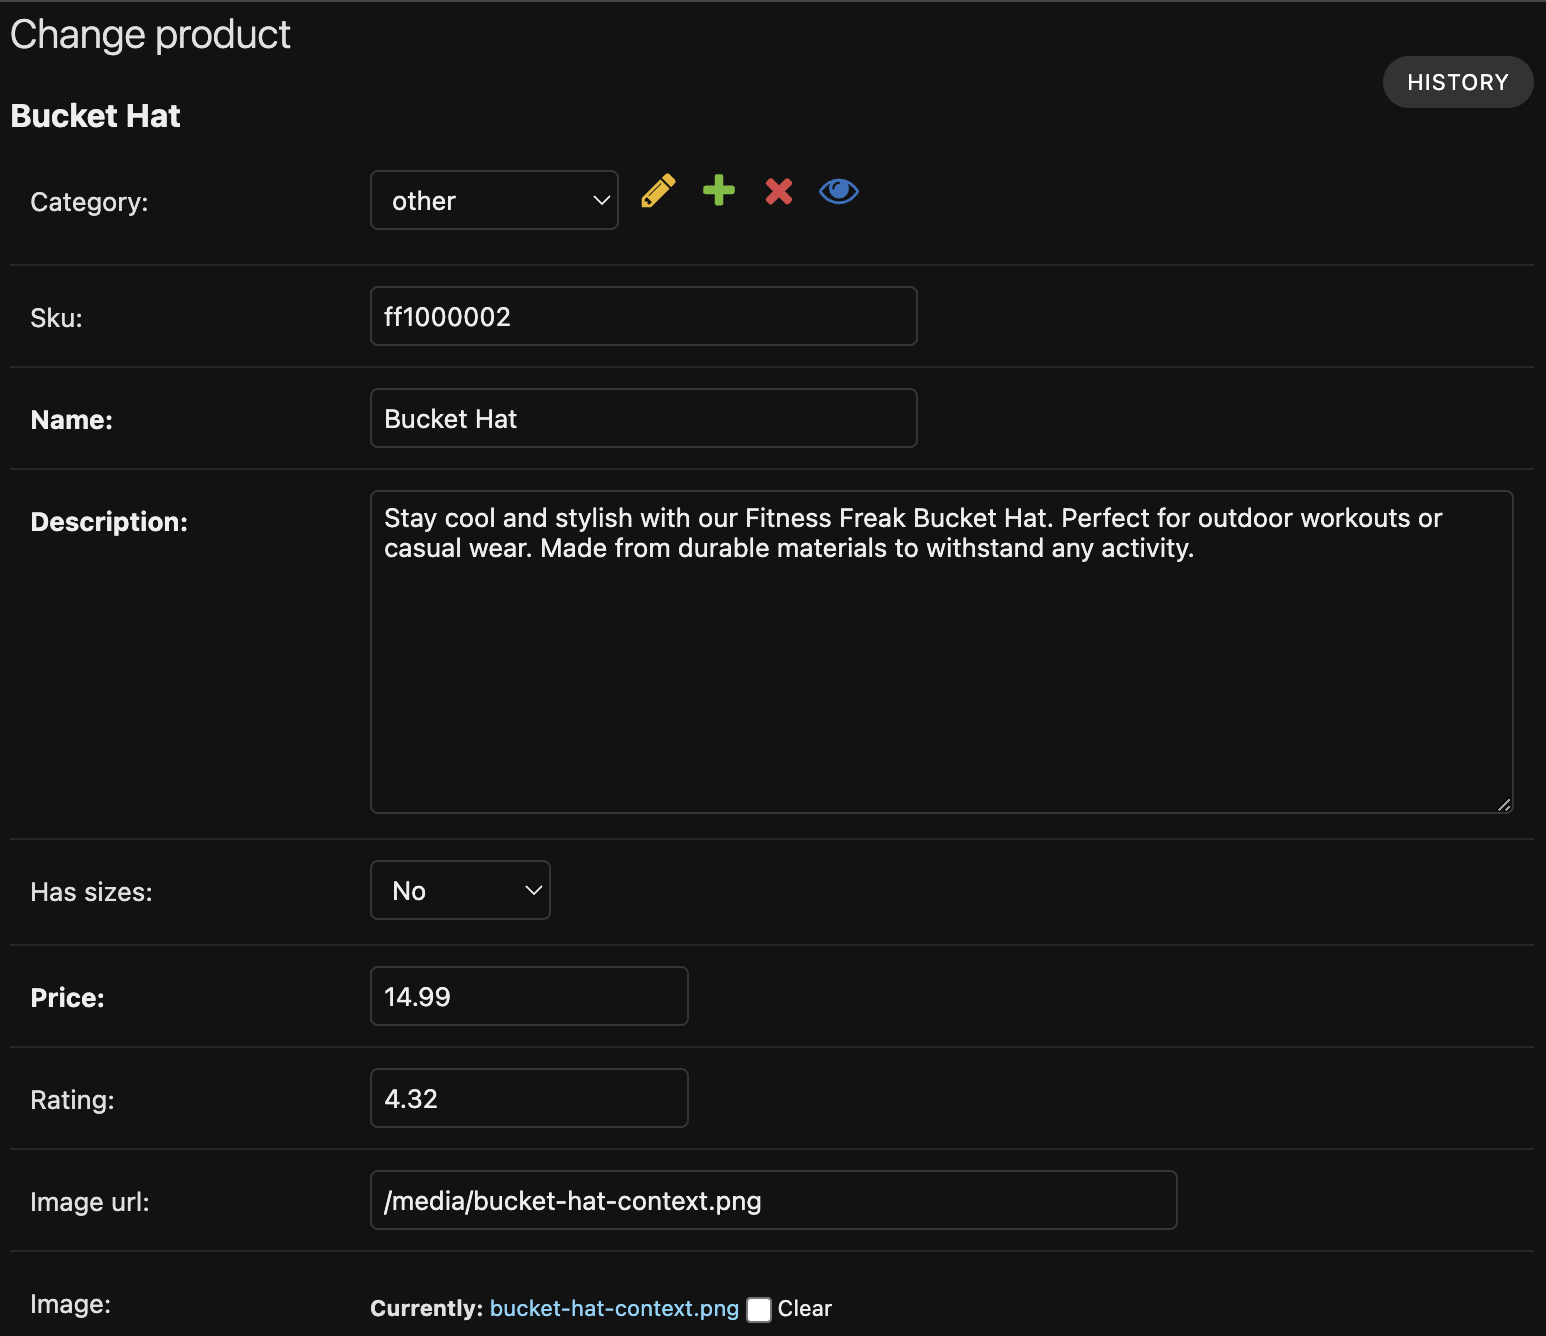 Change product
HISTORY
Bucket Hat
Category:
other
Sku:
ff1000002
Name:
Bucket Hat
Description:
Stay cool and stylish with our Fitness Freak Bucket Hat. Perfect for outdoor workouts or
casual wear. Made from durable materials to withstand any activity.
Has sizes:
No
Price:
14.99
Rating:
4.32
Image url:
/media/bucket-hat-context.png
Image:
Currently: bucket-hat-context.png Clear